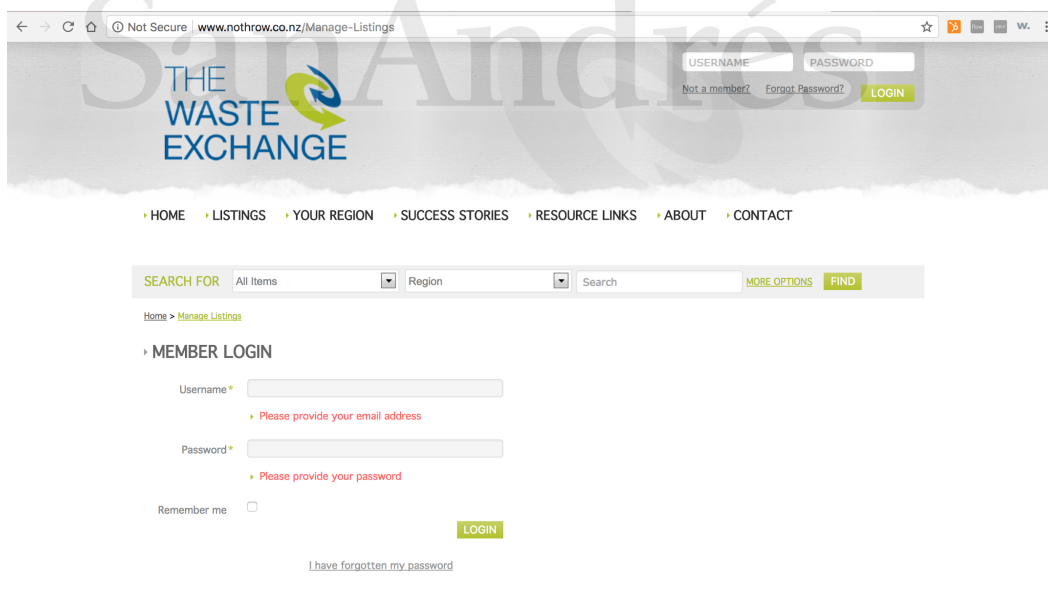 Not Secure | www.nothrow.co.nz/Manage-Listings
w.
SanAndrés
USERNAME PASSWORD
Not a member? Forgot Password? LOGIN
THE
WASTE
EXCHANGE
HOME LISTINGS YOUR REGION SUCCESS STORIES RESOURCE LINKS ABOUT CONTACT
SEARCH FOR All Items Region Search MORE OPTIONS FIND
Home > Manage Listings
MEMBER LOGIN
Username*
Please provide your email address
Password*
Please provide your password
Remember me
LOGIN
I have forgotten my password